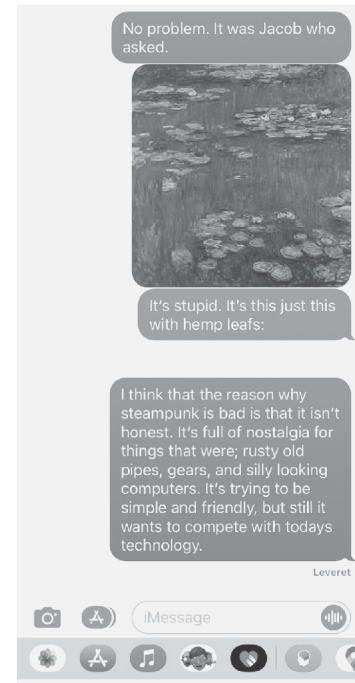 No problem. It was Jacob who
asked.
It's stupid. It's this just this
with hemp leafs:
I think that the reason why
steampunk is bad is that it isn't
honest. It's full of nostalgia for
things that were; rusty old
pipes, gears, and silly looking
computers. It's trying to be
simple and friendly, but still it
wants to compete with todays
technology.
Leveret
iMessage